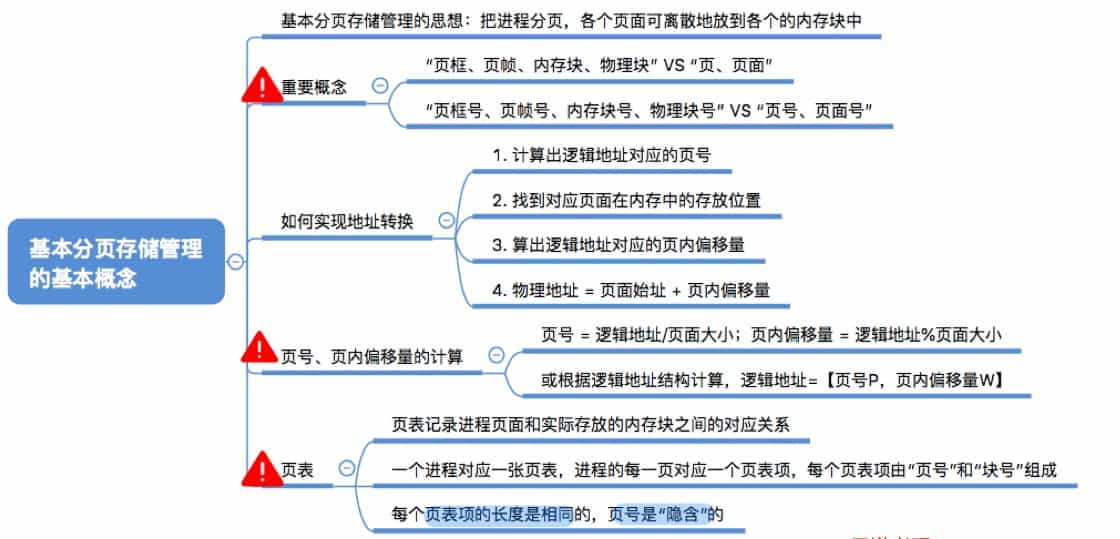 基本分页存储管理的思想：把进程分页，各个页面可离散地放到各个的内存块中
重要概念
“页框、页帧、内存块、物理块” VS “页、页面”
“页框号、页帧号、内存块号、物理块号” VS “页号、页面号”
基本分页存储管理
的基本概念
如何实现地址转换
1. 计算出逻辑地址对应的页号
2. 找到对应页面在内存中的存放位置
3. 算出逻辑地址对应的页内偏移量
4. 物理地址 = 页面始址 + 页内偏移量
页号、页内偏移量的计算
页号 = 逻辑地址/页面大小；页内偏移量 = 逻辑地址%页面大小
或根据逻辑地址结构计算，逻辑地址=【页号P，页内偏移量W】
页表
页表记录进程页面和实际存放的内存块之间的对应关系
一个进程对应一张页表，进程的每一页对应一个页表项，每个页表项由“页号”和“块号”组成
每个页表项的长度是相同的，页号是“隐含”的